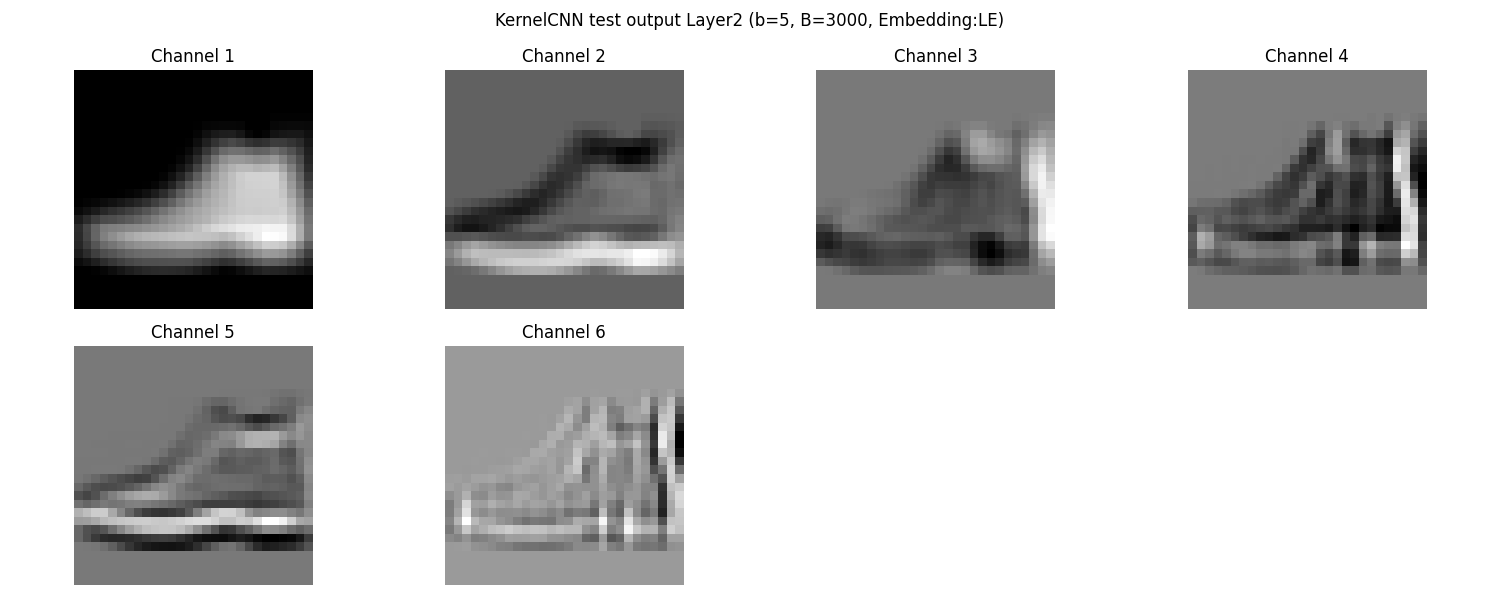 KernelCNN test output Layer2 (b=5, B=3000, Embedding:LE)
Channel 1
Channel 2
Channel 3
Channel 4
Channel 5
Channel 6